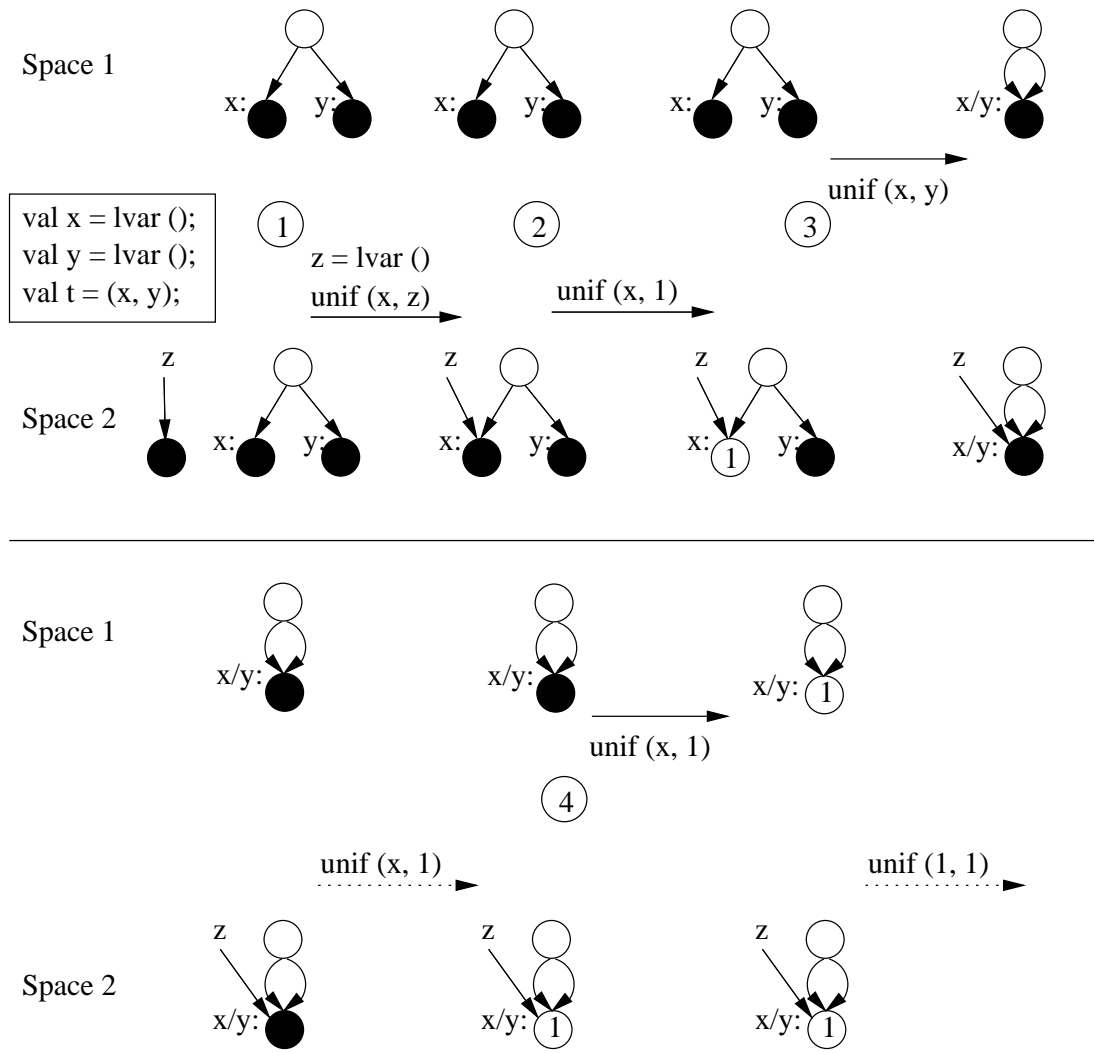 Space 1
x: y:
x: y:
x: y:
x/y:
unif (x, y)
val x = lvar ();
val y = lvar ();
val t = (x, y);
1
2
3
z = lvar ()
unif (x, z)
unif (x, 1)
Space 2
z
x: y:
z
x: y:
1
z
x: y:
z
x/y:
Space 1
x/y:
x/y:
x/y: 1
unif (x, 1)
4
unif (x, 1)
unif (1, 1)
Space 2
z
x/y:
z
x/y: 1
z
x/y: 1